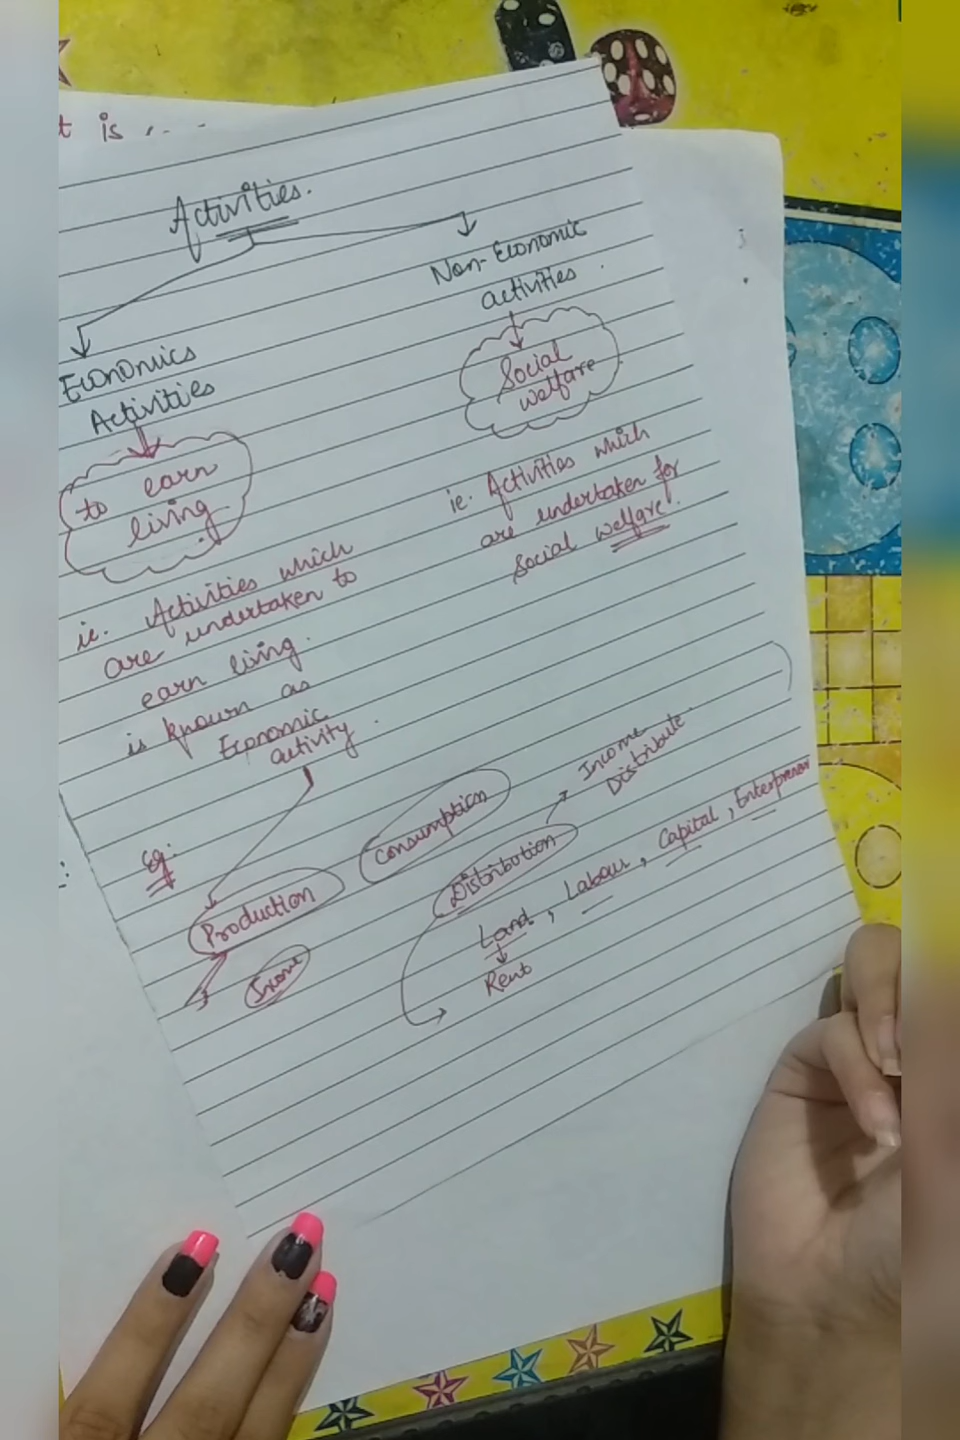 t is . . -
Activities.
Economics
Activities
to earn
living.
ie. Activities which
are undertaken to
earn living.
is known as
Economic
activity.
Non-Economic
activities.
Social
welfare
ie. Activities which
are undertaken for
Social welfare.
Eg:
Production
Income
Consumption
Distribution
Income
Distribute
Land, Labour, Capital, Enterprenor
Rent